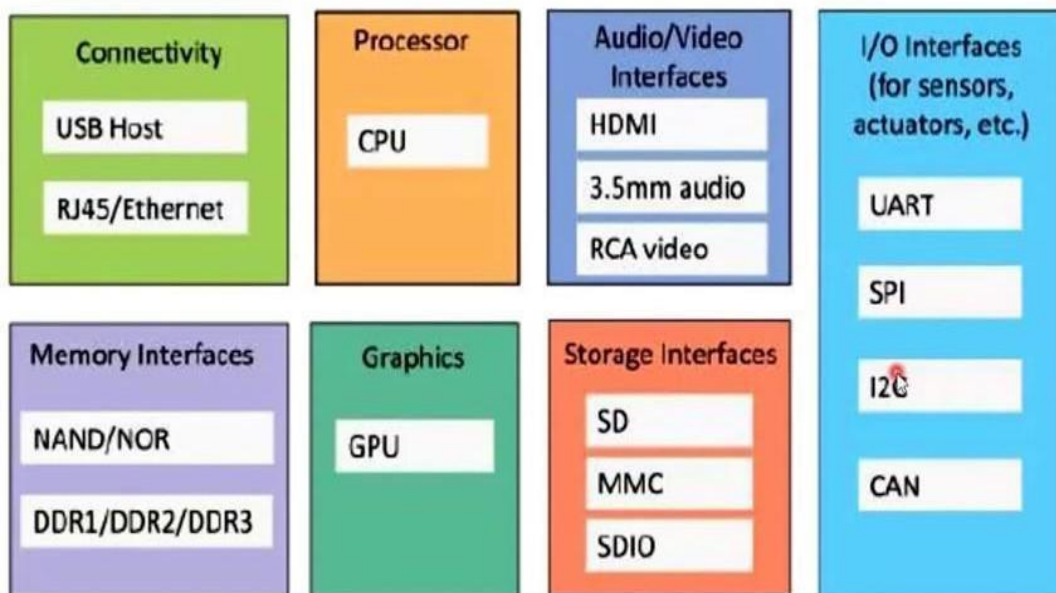 Connectivity
USB Host
RJ45/Ethernet
Processor
CPU
Audio/Video
Interfaces
HDMI
3.5mm audio
RCA video
I/O Interfaces
(for sensors,
actuators, etc.)
UART
SPI
I2C
CAN
Memory Interfaces
NAND/NOR
DDR1/DDR2/DDR3
Graphics
GPU
Storage Interfaces
SD
MMC
SDIO